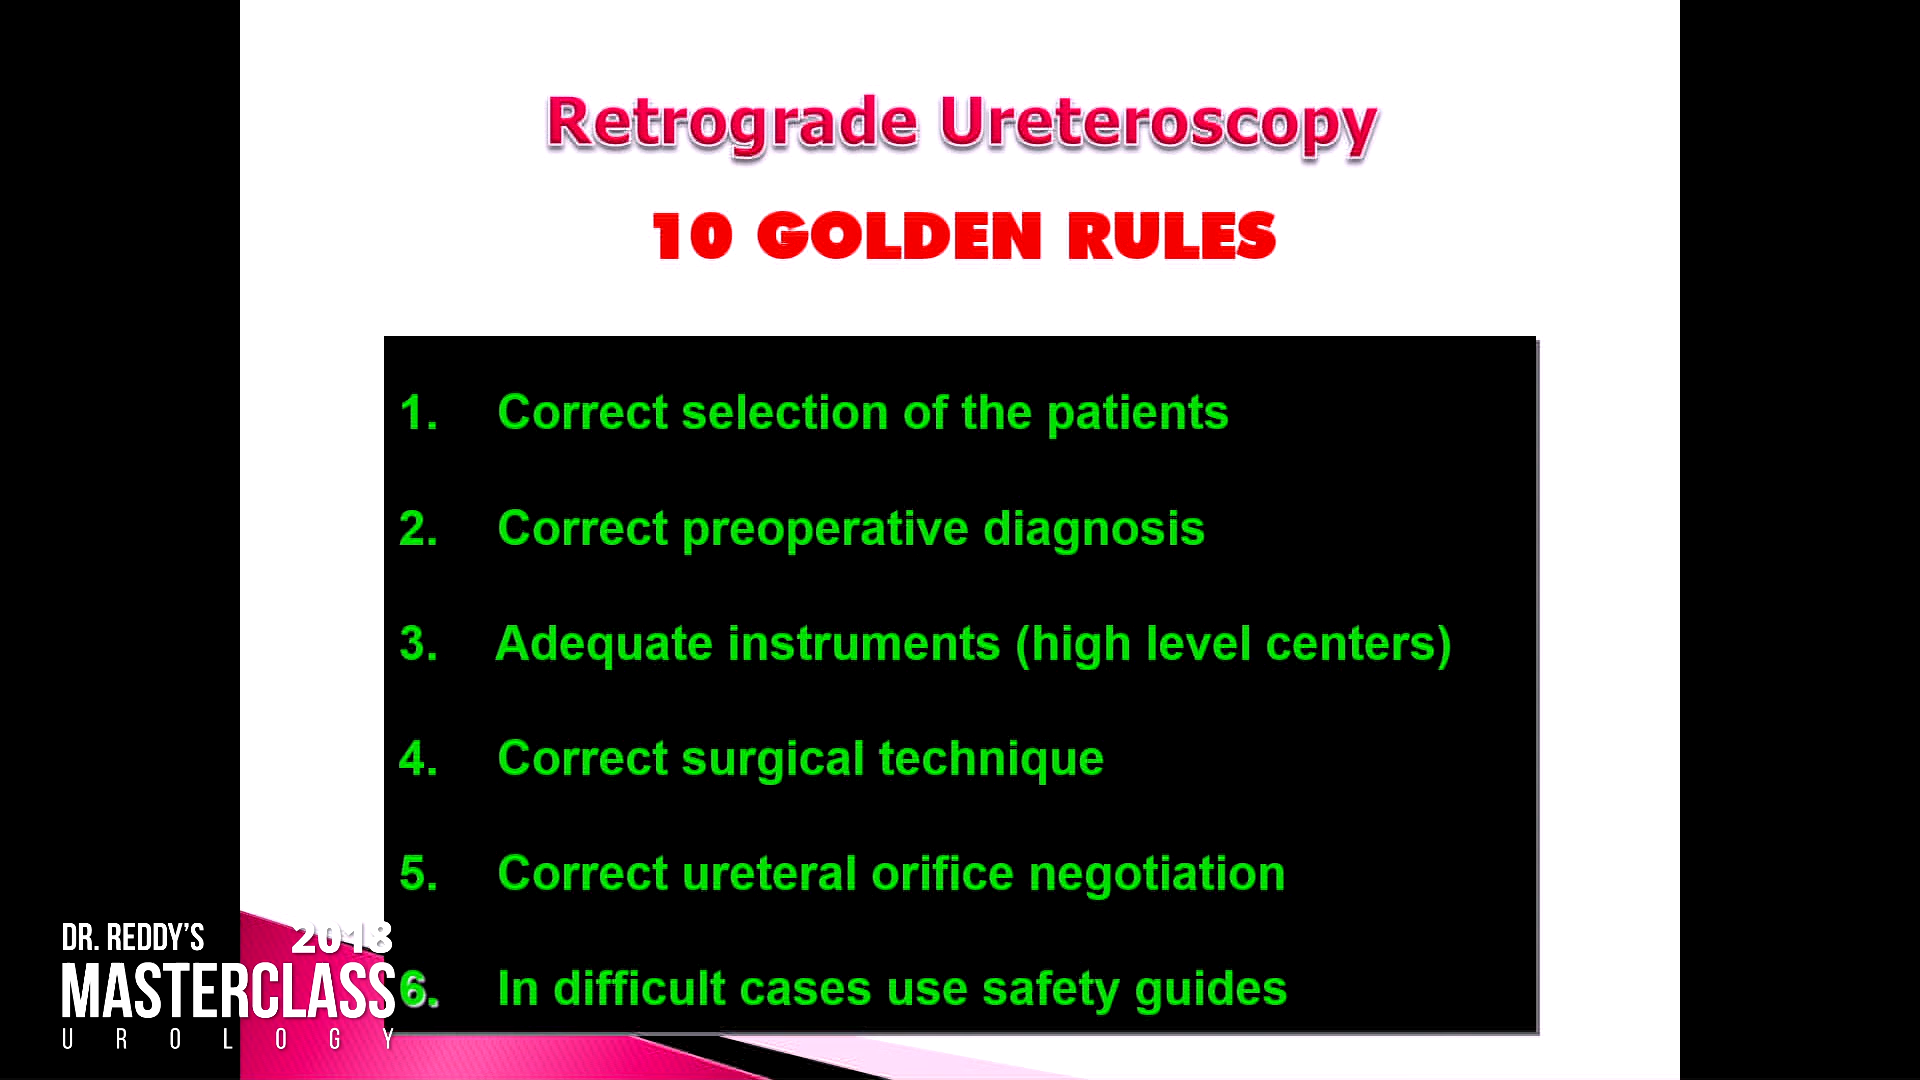 Retrograde Ureteroscopy
10 GOLDEN RULES
1. Correct selection of the patients
2. Correct preoperative diagnosis
3. Adequate instruments (high level centers)
4. Correct surgical technique
5. Correct ureteral orifice negotiation
6. In difficult cases use safety guides
DR. REDDY'S 2018
MASTERCLASS
UROLOGY